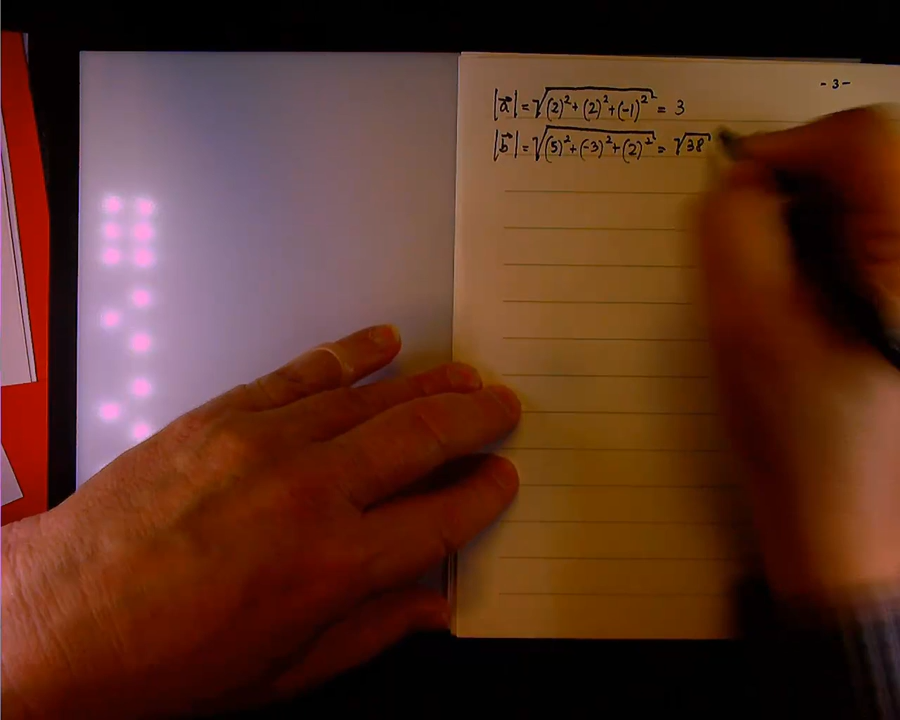 - 3 -
|a⃗| = √((2)² + (2)² + (-1)²) = 3
|b⃗| = √((5)² + (-3)² + (2)²) = √38